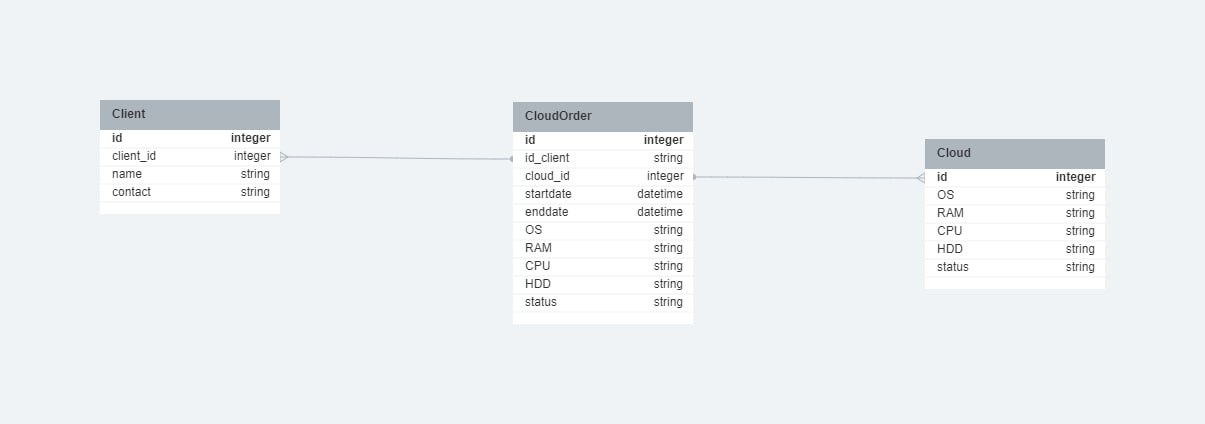 Client
id integer
client_id integer
name string
contact string
CloudOrder
id integer
id_client string
cloud_id integer
startdate datetime
enddate datetime
OS string
RAM string
CPU string
HDD string
status string
Cloud
id integer
OS string
RAM string
CPU string
HDD string
status string